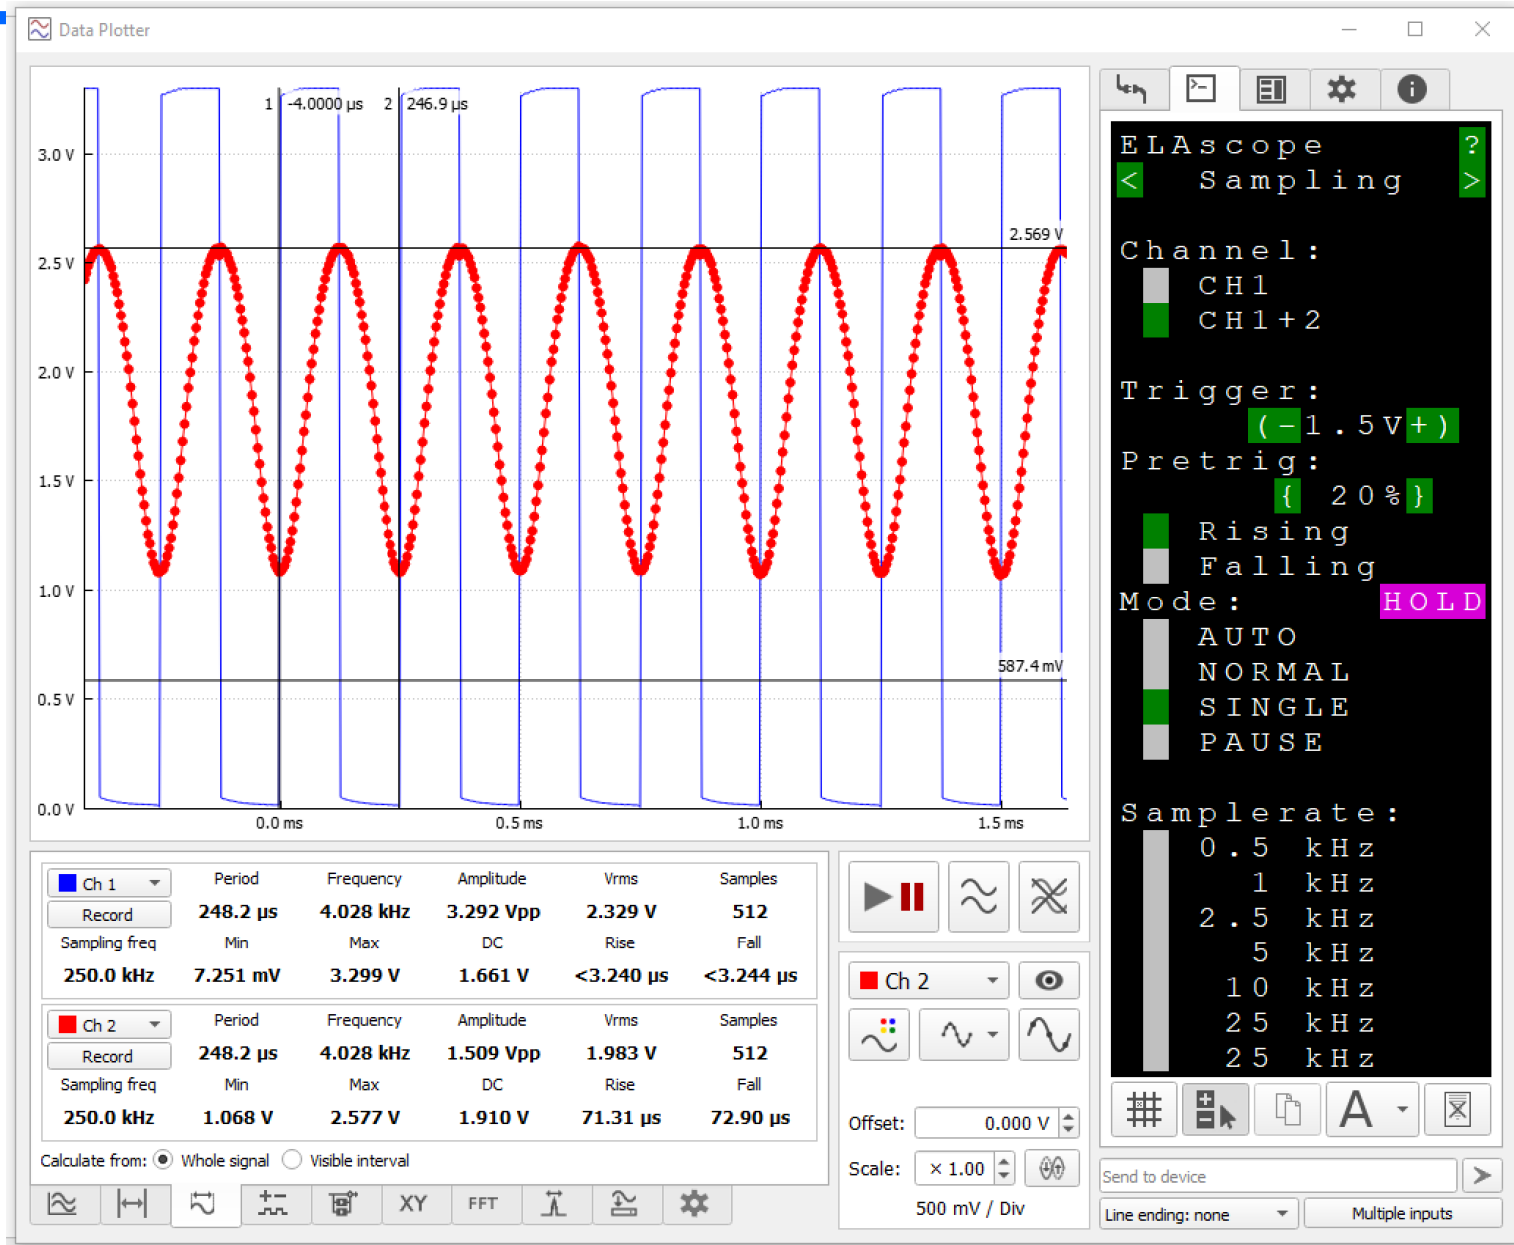 Data Plotter
1 -4.0000 µs 2 246.9 µs
3.0 V
2.569 V
2.5 V
2.0 V
1.5 V
1.0 V
587.4 mV
0.5 V
0.0 V
0.0 ms 0.5 ms 1.0 ms 1.5 ms
ELAscope ?
< Sampling >
Channel:
CH1
CH1+2
Trigger:
(-1.5V+)
Pretrig:
{ 20%}
Rising
Falling
Mode: HOLD
AUTO
NORMAL
SINGLE
PAUSE
Samplerate:
0.5 kHz
1 kHz
2.5 kHz
5 kHz
10 kHz
25 kHz
25 kHz
Ch 1 Period Frequency Amplitude Vrms Samples
Record 248.2 µs 4.028 kHz 3.292 Vpp 2.329 V 512
Sampling freq Min Max DC Rise Fall
250.0 kHz 7.251 mV 3.299 V 1.661 V <3.240 µs <3.244 µs
Ch 2 Period Frequency Amplitude Vrms Samples
Record 248.2 µs 4.028 kHz 1.509 Vpp 1.983 V 512
Sampling freq Min Max DC Rise Fall
250.0 kHz 1.068 V 2.577 V 1.910 V 71.31 µs 72.90 µs
Calculate from: Whole signal Visible interval
XY FFT
Ch 2
Offset: 0.000 V
Scale: × 1.00
500 mV / Div
A
Send to device
Line ending: none Multiple inputs